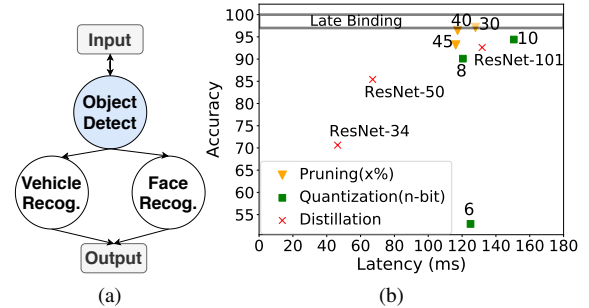 Input
Object
Detect
Vehicle
Recog.
Face
Recog.
Output
(a)
Accuracy
100
95
90
85
80
75
70
65
60
55
Late Binding
40
30
45
10
8
ResNet-101
ResNet-50
ResNet-34
Pruning(x%)
Quantization(n-bit)
Distillation
6
0 20 40 60 80 100 120 140 160 180
Latency (ms)
(b)